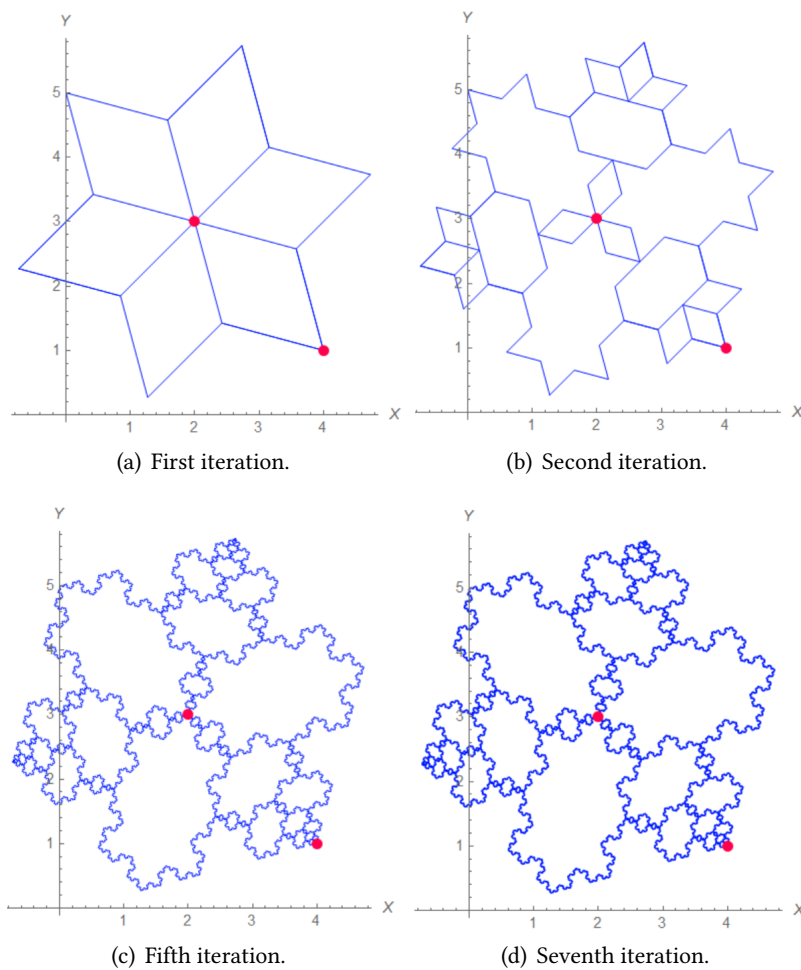 Y
Y
5
5
4
4
3
3
2
2
1
1
X
X
1 2 3 4
1 2 3 4
(a) First iteration.
(b) Second iteration.
Y
Y
5
5
4
4
3
3
2
2
1
1
X
X
1 2 3 4
1 2 3 4
(c) Fifth iteration.
(d) Seventh iteration.